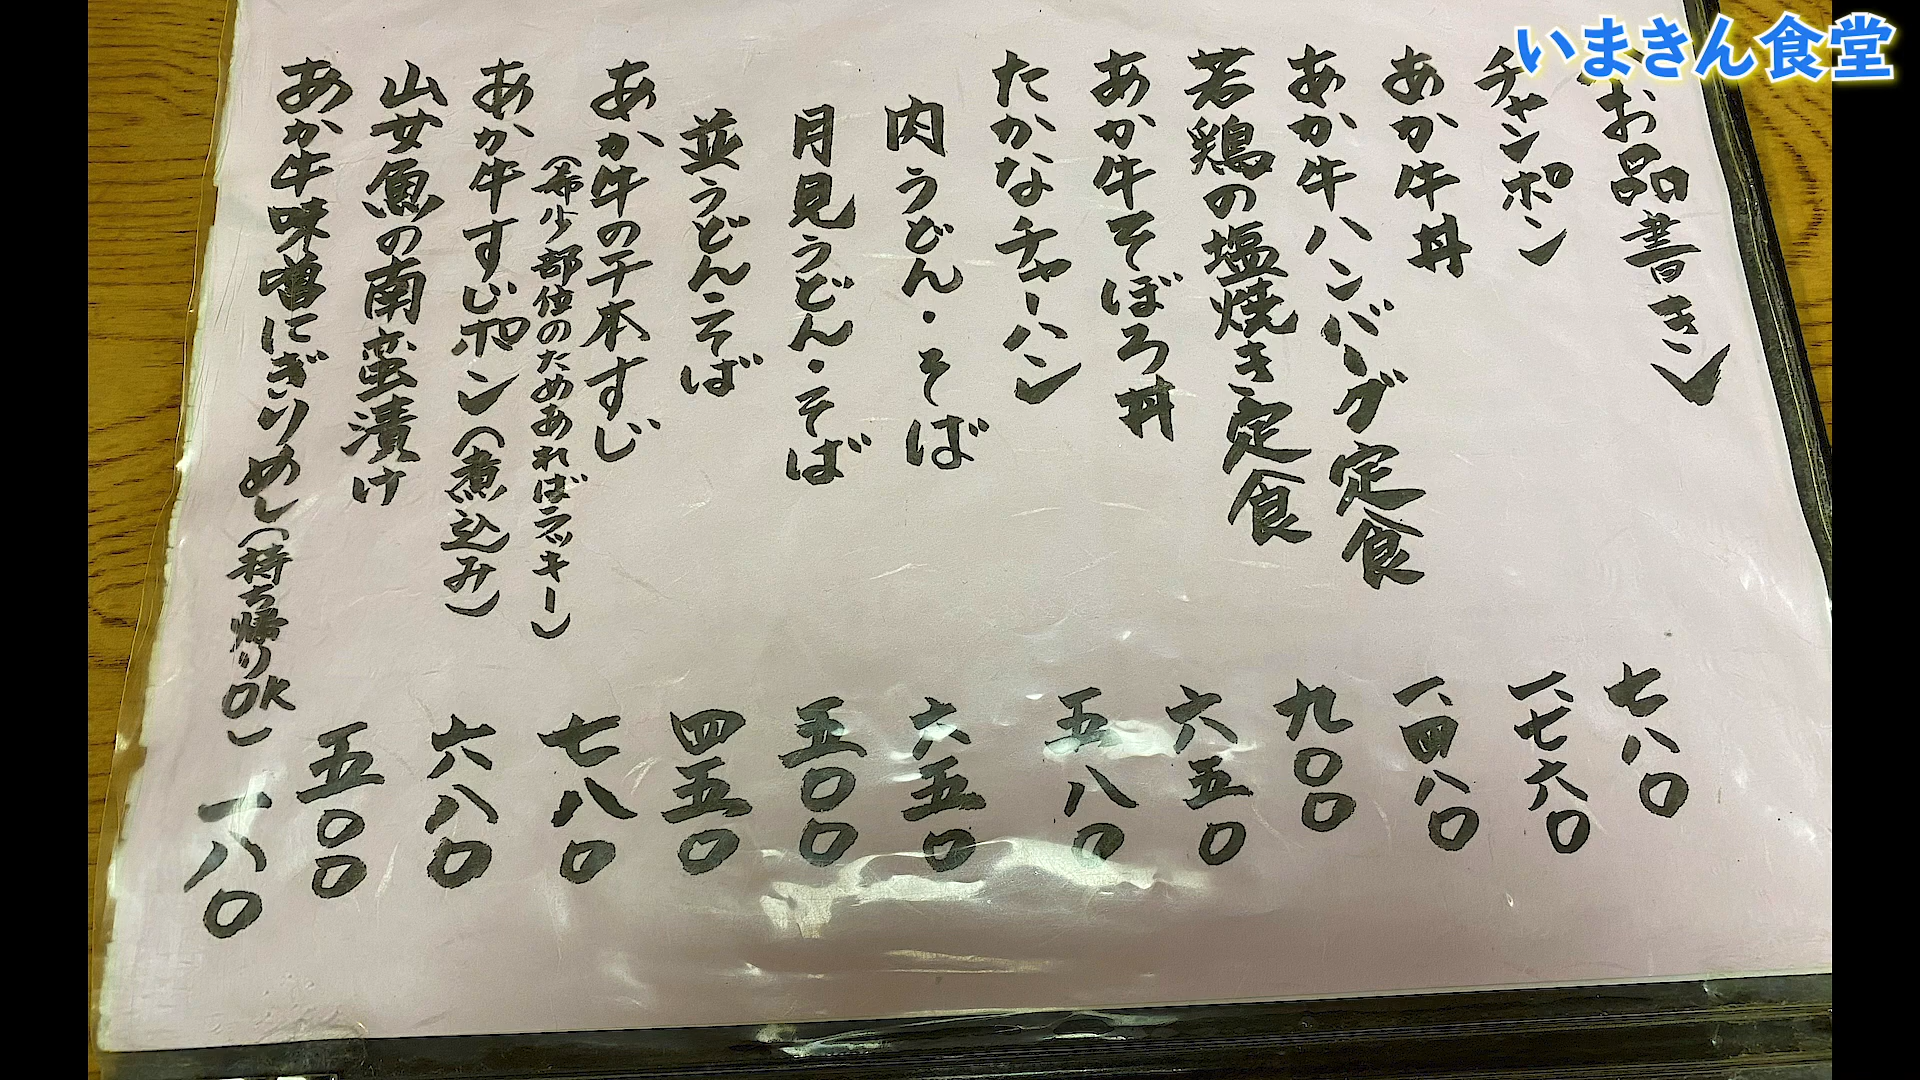 いまきん食堂
お品書き
チャンポン 七八〇
あか牛丼 一、七六〇
あか牛ハンバーグ定食 一、四八〇
若鶏の塩焼き定食 九〇〇
あか牛そぼろ丼 六五〇
たかなチャーハン 五八〇
肉うどん・そば 六五〇
月見うどん・そば 五〇〇
並うどん・そば 四五〇
あか牛の千本すじ 七八〇
(希少部位のためあればラッキー)
あか牛すじポン(煮込み) 六八〇
山女魚の南蛮漬け 五〇〇
あか牛味噌にぎりめし(持ち帰りOK) 一八〇